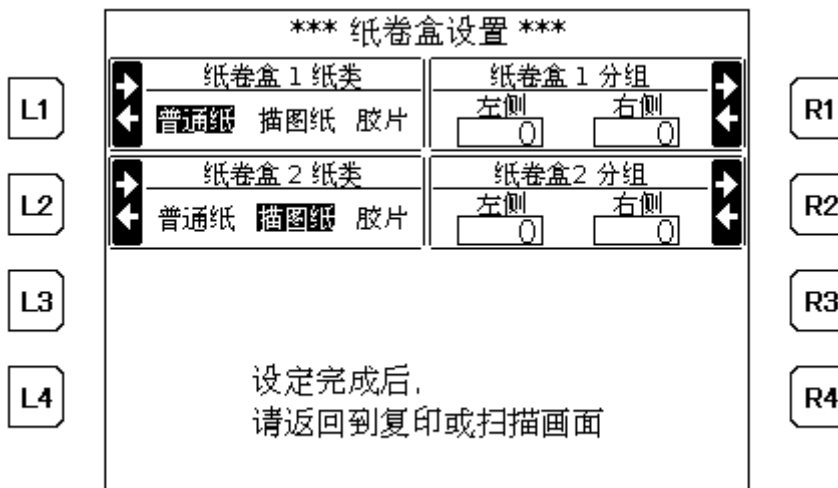 *** 纸卷盒设置 ***
L1
纸卷盒 1 纸类
普通纸 描图纸 胶片
纸卷盒 1 分组
左侧 右侧
0 0
R1
L2
纸卷盒 2 纸类
普通纸 描图纸 胶片
纸卷盒2 分组
左侧 右侧
0 0
R2
L3
R3
L4
设定完成后,
请返回到复印或扫描画面
R4